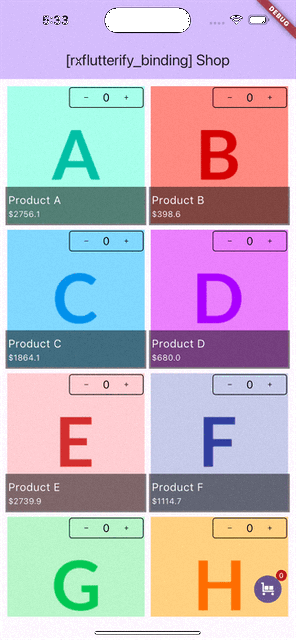 6:33
DEBUG
[rxflutterify_binding] Shop
- 0 +
- 0 +
A
B
Product A
$2756.1
Product B
$398.6
- 0 +
- 0 +
C
D
Product C
$1864.1
Product D
$680.0
- 0 +
- 0 +
E
F
Product E
$2739.9
Product F
$1114.7
- 0 +
- 0 +
G
H
0